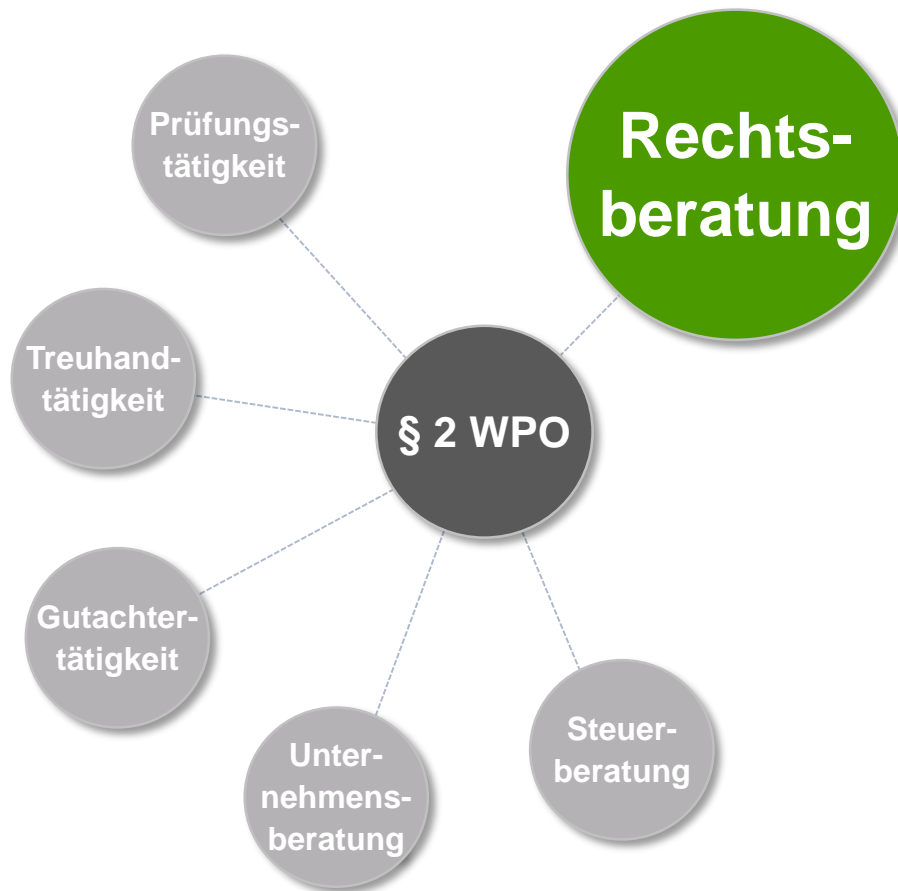 Prüfungs-
tätigkeit
Rechts-
beratung
Treuhand-
tätigkeit
§ 2 WPO
Gutachter-
tätigkeit
Unter-
nehmens-
beratung
Steuer-
beratung